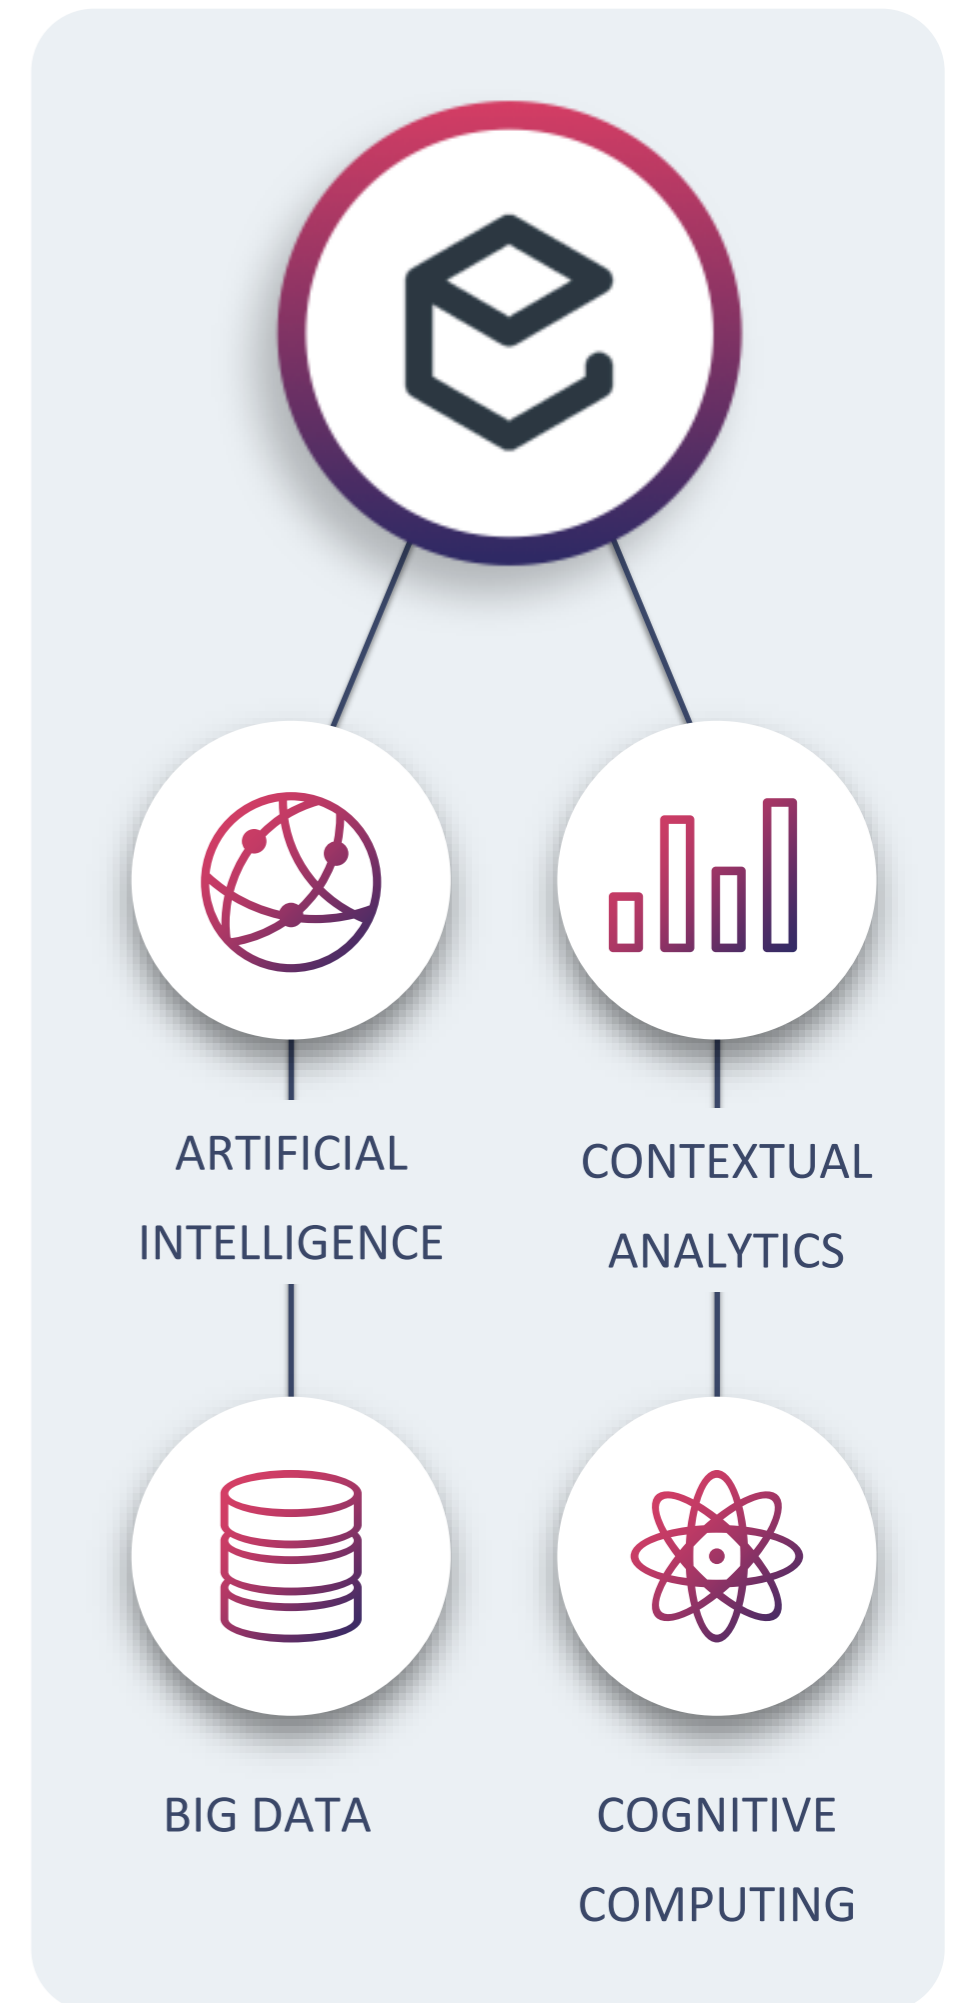 ARTIFICIAL
INTELLIGENCE
CONTEXTUAL
ANALYTICS
BIG DATA
COGNITIVE
COMPUTING